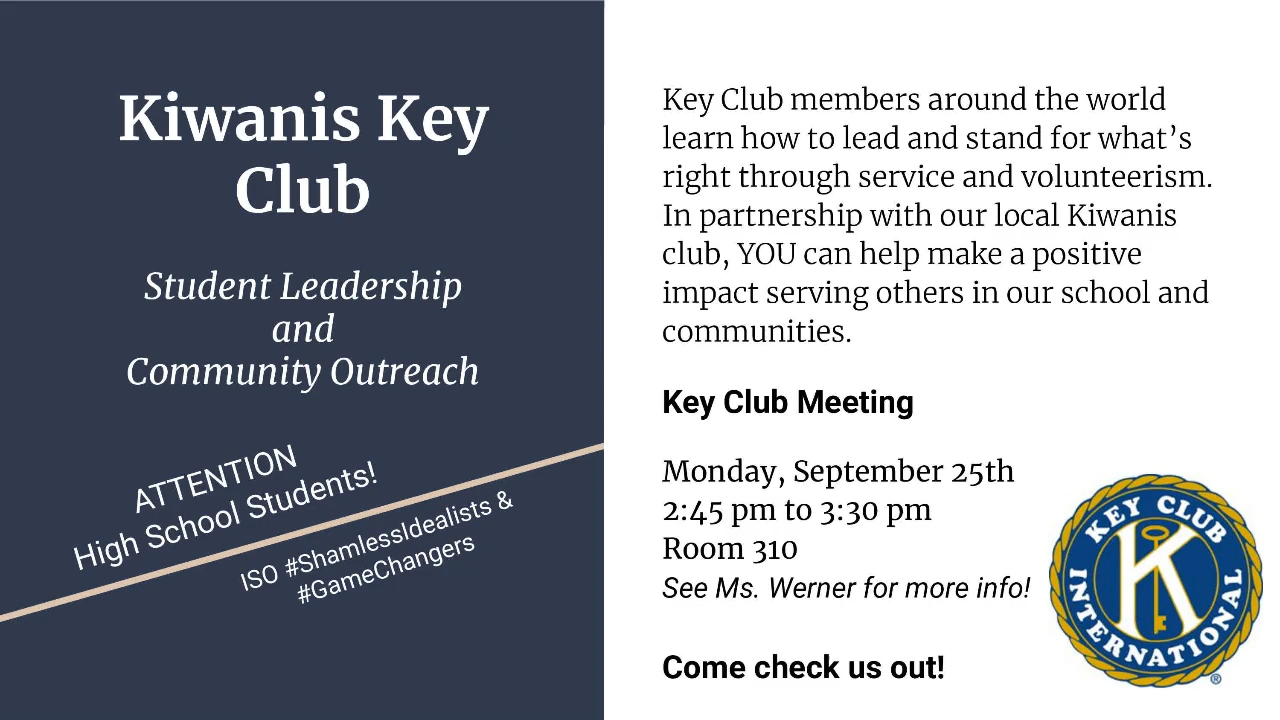 Kiwanis Key
Club
Student Leadership
and
Community Outreach
ATTENTION
High School Students!
ISO #ShamlessIdealists &
#GameChangers
Key Club members around the world
learn how to lead and stand for what’s
right through service and volunteerism.
In partnership with our local Kiwanis
club, YOU can help make a positive
impact serving others in our school and
communities.
Key Club Meeting
Monday, September 25th
2:45 pm to 3:30 pm
Room 310
See Ms. Werner for more info!
Come check us out!
KEY CLUB
K
INTERNATIONAL
®